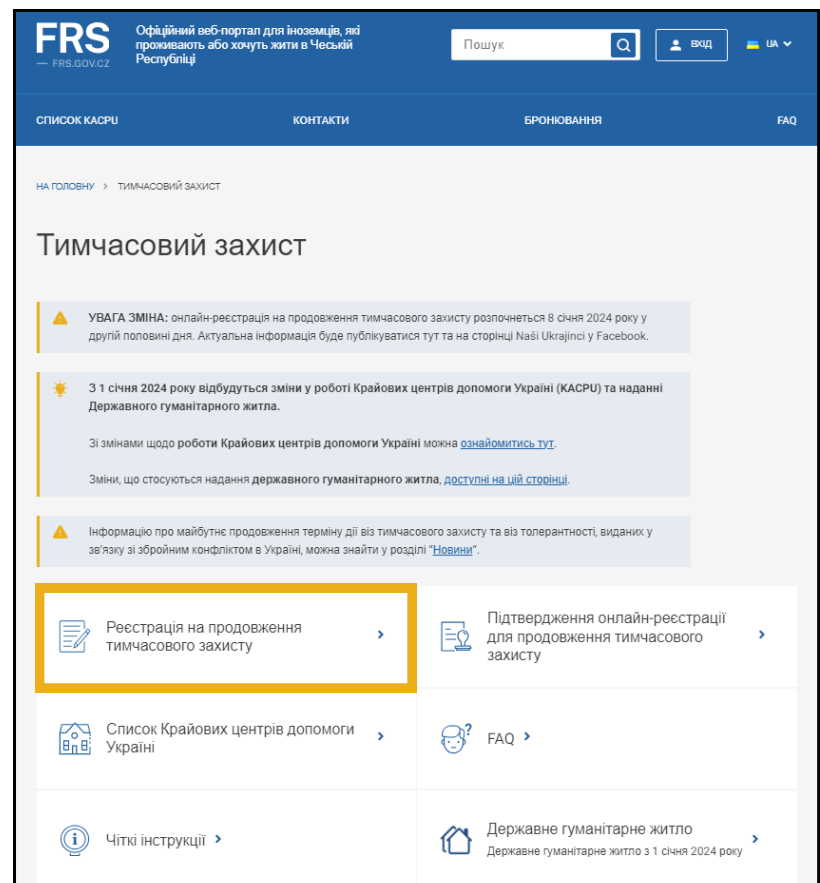 FRS
— FRS.GOV.CZ
Офіційний веб-портал для іноземців, які
проживають або хочуть жити в Чеській
Республіці
Пошук
ВХІД
UA
СПИСОК KACPU
КОНТАКТИ
БРОНЮВАННЯ
FAQ
НА ГОЛОВНУ > ТИМЧАСОВИЙ ЗАХИСТ
Тимчасовий захист
УВАГА ЗМІНА: онлайн-реєстрація на продовження тимчасового захисту розпочнеться 8 січня 2024 року у
другій половині дня. Актуальна інформація буде публікуватися тут та на сторінці Naši Ukrajinci у Facebook.
З 1 січня 2024 року відбудуться зміни у роботі Крайових центрів допомоги Україні (KACPU) та наданні
Державного гуманітарного житла.
Зі змінами щодо роботи Крайових центрів допомоги Україні можна ознайомитись тут.
Зміни, що стосуються надання державного гуманітарного житла, доступні на цій сторінці.
Інформацію про майбутнє продовження терміну дії віз тимчасового захисту та віз толерантності, виданих у
зв'язку зі збройним конфліктом в Україні, можна знайти у розділі "Новини".
Реєстрація на продовження
тимчасового захисту
Підтвердження онлайн-реєстрації
для продовження тимчасового
захисту
Список Крайових центрів допомоги
Україні
FAQ
Чіткі інструкції
Державне гуманітарне житло
Державне гуманітарне житло з 1 січня 2024 року